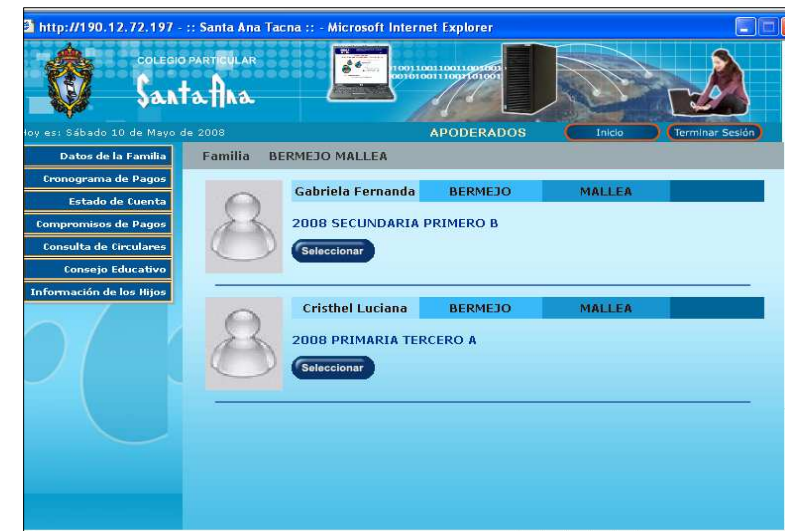 http://190.12.72.197 - :: Santa Ana Tacna :: - Microsoft Internet Explorer
COLEGIO PARTICULAR
Santa Ana
oy es: Sábado 10 de Mayo de 2008
APODERADOS
Inicio
Terminar Sesión
Datos de la Familia
Cronograma de Pagos
Estado de Cuenta
Compromisos de Pagos
Consulta de Circulares
Consejo Educativo
Información de los Hijos
Familia BERMEJO MALLEA
Gabriela Fernanda BERMEJO MALLEA
2008 SECUNDARIA PRIMERO B
Seleccionar
Cristhel Luciana BERMEJO MALLEA
2008 PRIMARIA TERCERO A
Seleccionar